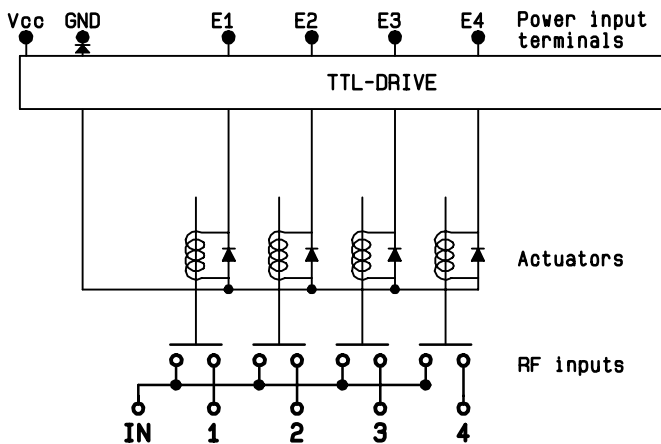 Vcc GND E1 E2 E3 E4 Power input
terminals
TTL-DRIVE
Actuators
RF inputs
IN 1 2 3 4